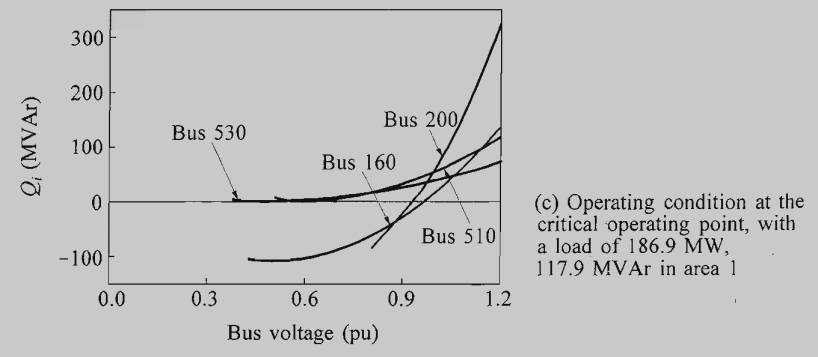 300
200
100
0
−100
Q_i (MVAr)
Bus 530
Bus 200
Bus 160
Bus 510
0.0 0.3 0.6 0.9 1.2
Bus voltage (pu)
(c) Operating condition at the
critical operating point, with
a load of 186.9 MW,
117.9 MVAr in area 1